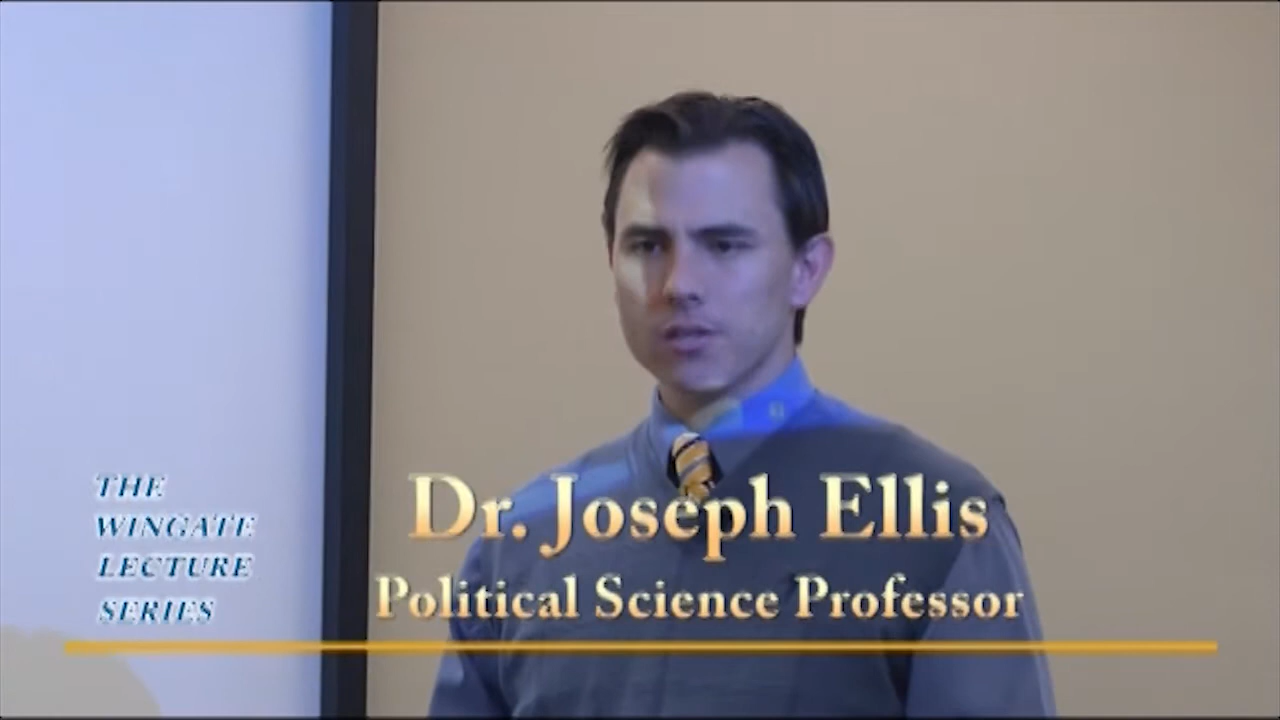 THE
WINGATE
LECTURE
SERIES
Dr. Joseph Ellis
Political Science Professor